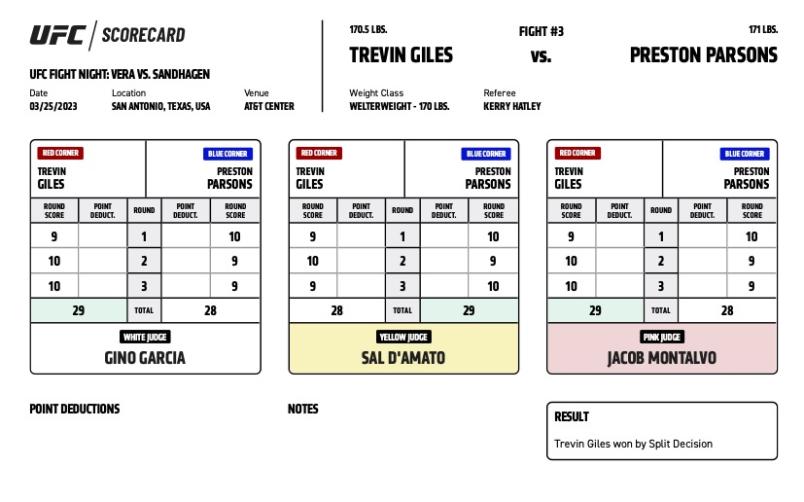 UFC / SCORECARD
UFC FIGHT NIGHT: VERA VS. SANDHAGEN
Date Location Venue
03/25/2023 SAN ANTONIO, TEXAS, USA AT&T CENTER
170.5 LBS. FIGHT #3 171 LBS.
TREVIN GILES VS. PRESTON PARSONS
Weight Class Referee
WELTERWEIGHT - 170 LBS. KERRY HATLEY
RED CORNER BLUE CORNER
TREVIN PRESTON
GILES PARSONS
ROUND SCORE POINT DEDUCT. ROUND POINT DEDUCT. ROUND SCORE
9 1 10
10 2 9
10 3 9
29 TOTAL 28
WHITE JUDGE
GINO GARCIA
RED CORNER BLUE CORNER
TREVIN PRESTON
GILES PARSONS
ROUND SCORE POINT DEDUCT. ROUND POINT DEDUCT. ROUND SCORE
9 1 10
10 2 9
9 3 10
28 TOTAL 29
YELLOW JUDGE
SAL D'AMATO
RED CORNER BLUE CORNER
TREVIN PRESTON
GILES PARSONS
ROUND SCORE POINT DEDUCT. ROUND POINT DEDUCT. ROUND SCORE
9 1 10
10 2 9
10 3 9
29 TOTAL 28
PINK JUDGE
JACOB MONTALVO
POINT DEDUCTIONS
NOTES
RESULT
Trevin Giles won by Split Decision